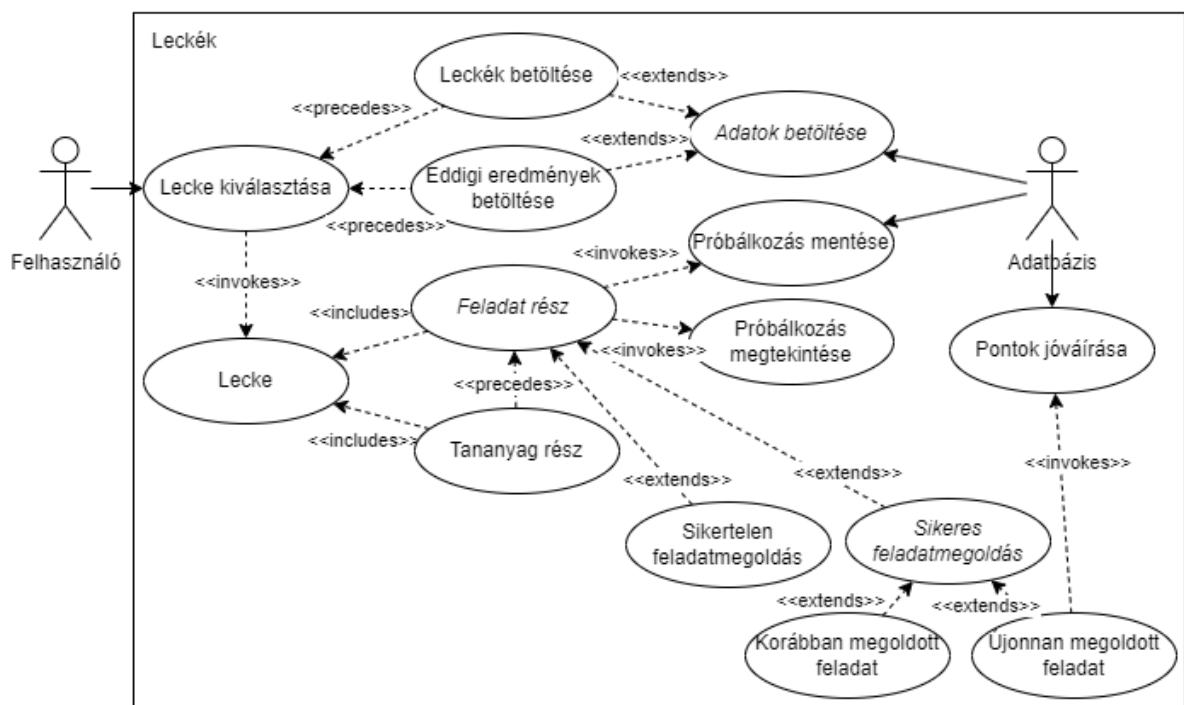 Leckék
Leckék betöltése
<<extends>>
<<precedes>>
Adatok betöltése
<<extends>>
Lecke kiválasztása
Eddigi eredmények
betöltése
<<precedes>>
Felhasználó
Próbálkozás mentése
<<invokes>>
Adatbázis
<<invokes>>
<<includes>>
Feladat rész
Próbálkozás
megtekintése
<<invokes>>
Pontok jóváírása
Lecke
<<precedes>>
<<includes>>
Tananyag rész
<<invokes>>
<<extends>>
<<extends>>
Sikertelen
feladatmegoldás
Sikeres
feladatmegoldás
<<extends>>
<<extends>>
Korábban megoldott
feladat
Újonnan megoldott
feladat